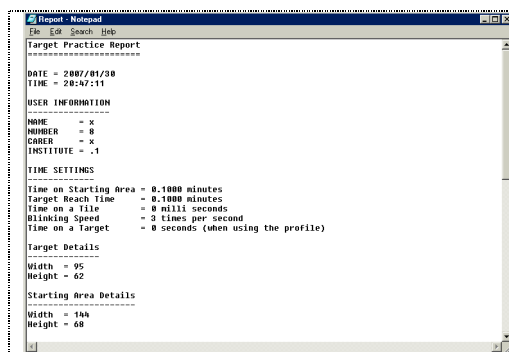 Report - Notepad
File Edit Search Help
Target Practice Report
======================
DATE = 2007/01/30
TIME = 20:47:11
USER INFORMATION
----------------
NAME = x
NUMBER = 8
CARER = x
INSTITUTE = .1
TIME SETTINGS
-------------
Time on Starting Area = 0.1000 minutes
Target Reach Time = 0.1000 minutes
Time on a Tile = 0 milli seconds
Blinking Speed = 3 times per second
Time on a Target = 0 seconds (when using the profile)
Target Details
--------------
Width = 95
Height = 62
Starting Area Details
---------------------
Width = 144
Height = 68